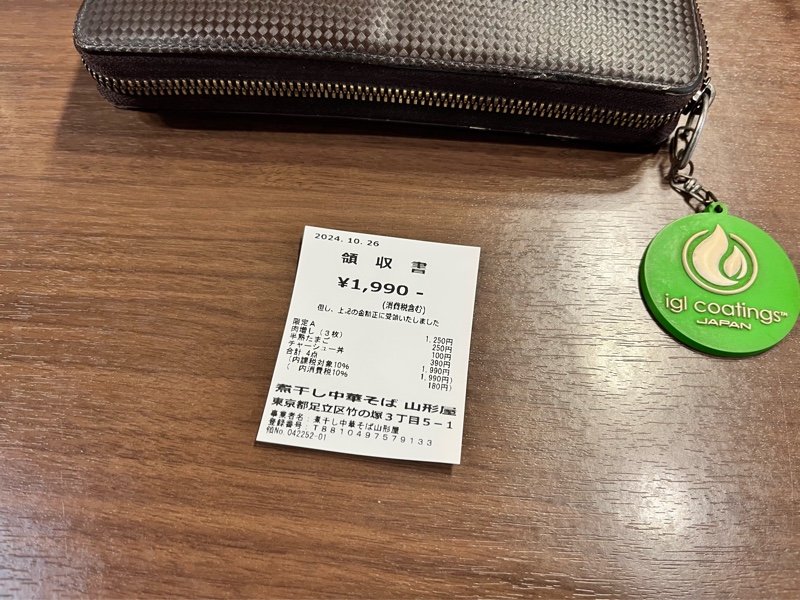 2024.10.26
領収書
¥1,990-
(消費税含む)
但し、上記の金額正に受領いたしました
限定A 1,250円
肉増し(3枚) 250円
半熟たまご 100円
チャーシュー丼 390円
合計 4点 1,990円
(内課税対象10% 1,990円)
( 内消費税10% 180円)
煮干し中華そば 山形屋
東京都足立区竹の塚3丁目5-1
事業者名:煮干し中華そば山形屋
登録番号:T8810497579133
伝No.042252-01
igl coatings™
JAPAN